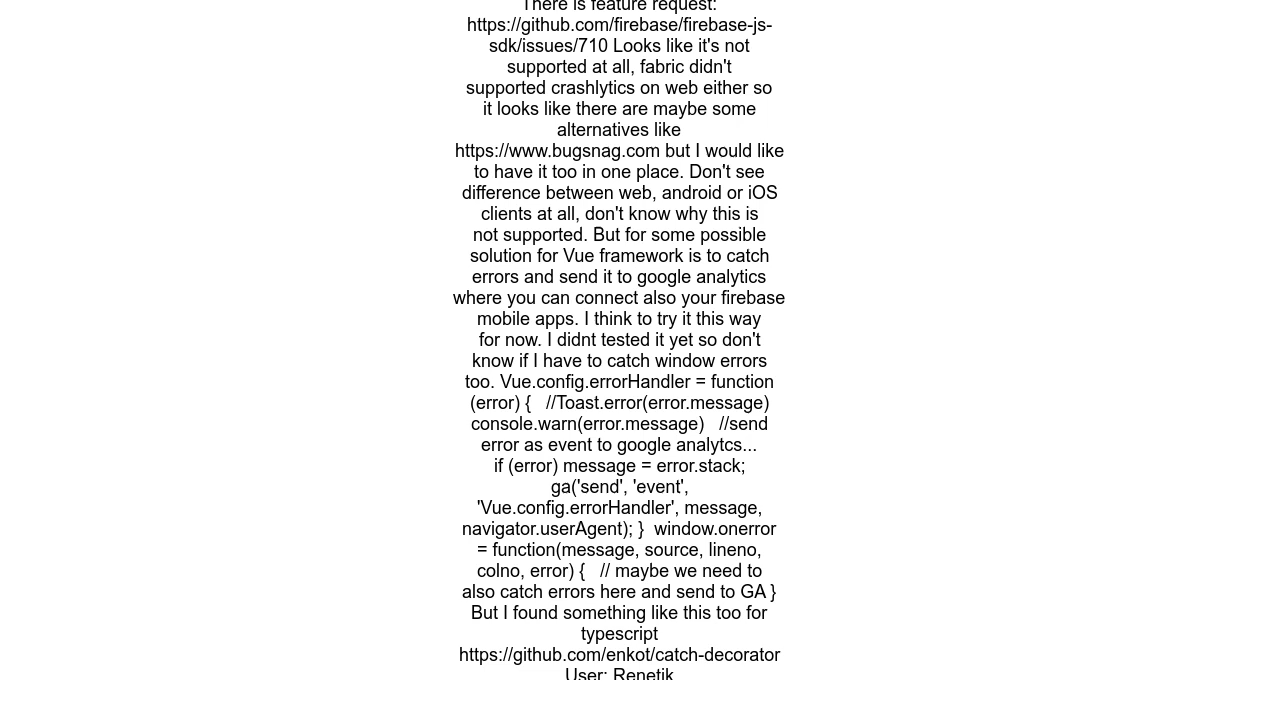 There is feature request:
https://github.com/firebase/firebase-js-
sdk/issues/710 Looks like it's not
supported at all, fabric didn't
supported crashlytics on web either so
it looks like there are maybe some
alternatives like
https://www.bugsnag.com but I would like
to have it too in one place. Don't see
difference between web, android or iOS
clients at all, don't know why this is
not supported. But for some possible
solution for Vue framework is to catch
errors and send it to google analytics
where you can connect also your firebase
mobile apps. I think to try it this way
for now. I didnt tested it yet so don't
know if I have to catch window errors
too. Vue.config.errorHandler = function
(error) {   //Toast.error(error.message)
console.warn(error.message)   //send
error as event to google analytcs...
if (error) message = error.stack;
ga('send', 'event',
'Vue.config.errorHandler', message,
navigator.userAgent); }  window.onerror
= function(message, source, lineno,
colno, error) {   // maybe we need to
also catch errors here and send to GA }
But I found something like this too for
typescript
https://github.com/enkot/catch-decorator
User: Renetik